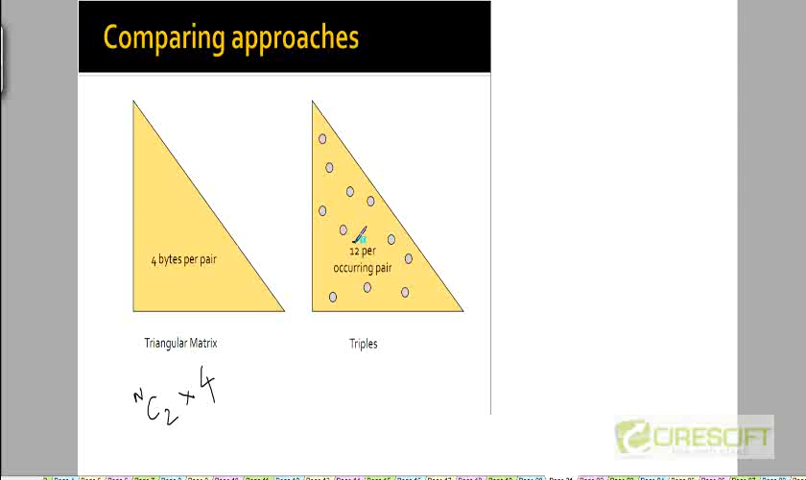 Comparing approaches
4 bytes per pair
12 per
occurring pair
Triangular Matrix
Triples
ᴺC₂ × 4
CIRESOFT